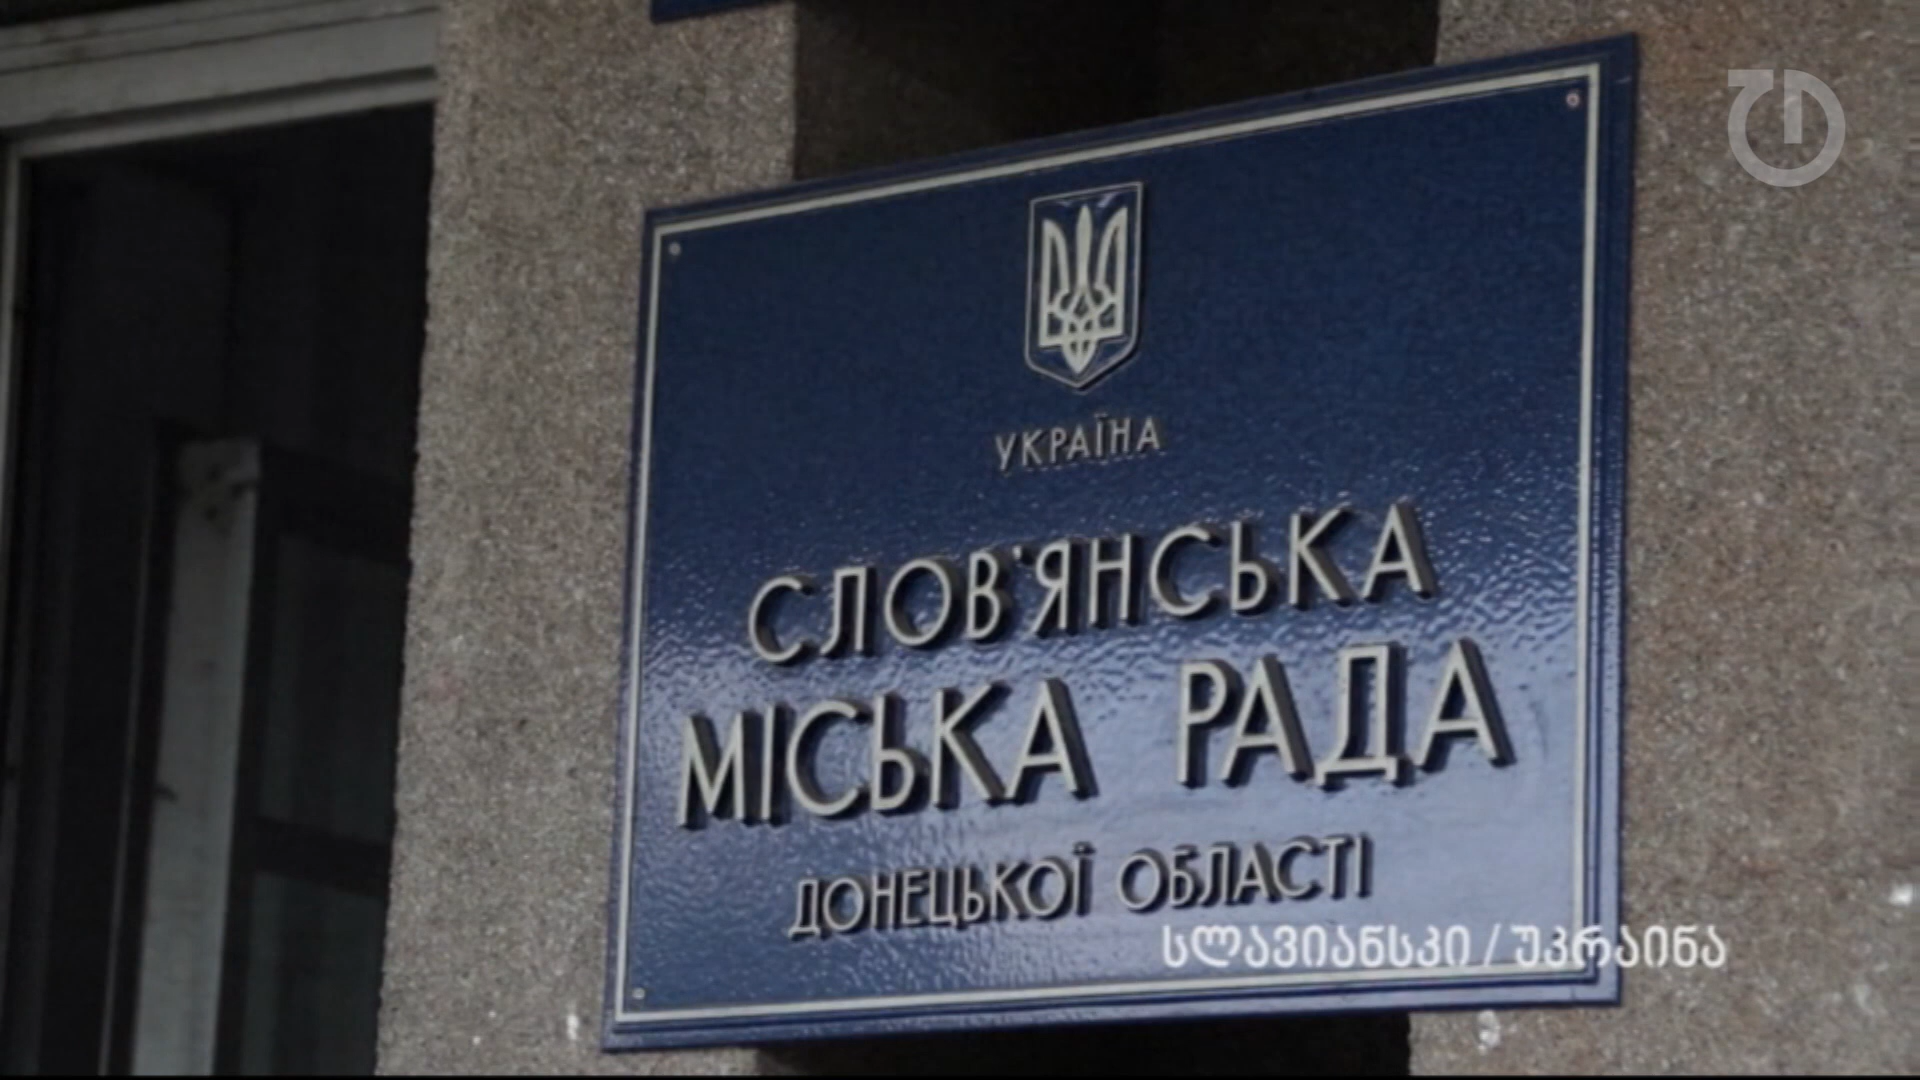 УКРАЇНА
СЛОВ'ЯНСЬКА
МІСЬКА РАДА
ДОНЕЦЬКОЇ ОБЛАСТІ
სლავიანსკი / უკრაინა